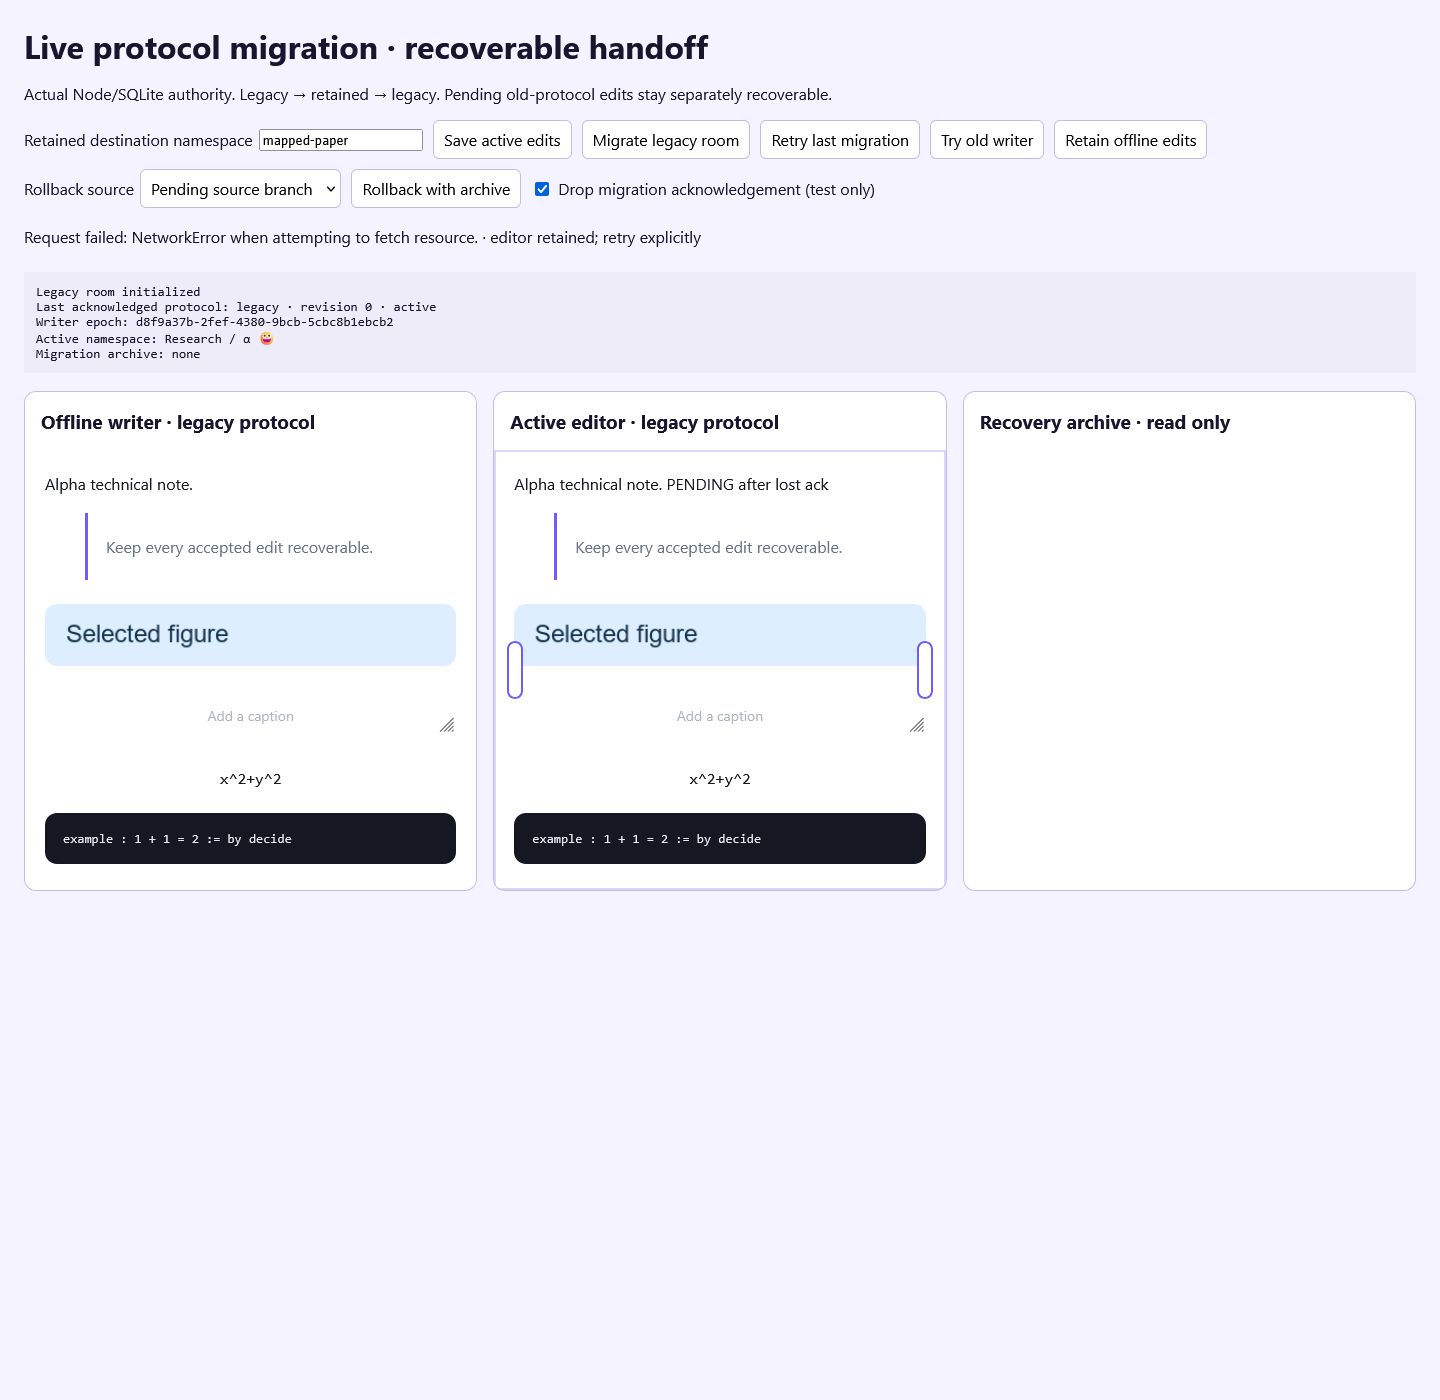 Live protocol migration · recoverable handoff
Actual Node/SQLite authority. Legacy → retained → legacy. Pending old-protocol edits stay separately recoverable.
Retained destination namespace mapped-paper Save active edits Migrate legacy room Retry last migration Try old writer Retain offline edits
Rollback source Pending source branch Rollback with archive Drop migration acknowledgement (test only)
Request failed: NetworkError when attempting to fetch resource. · editor retained; retry explicitly
Legacy room initialized
Last acknowledged protocol: legacy · revision 0 · active
Writer epoch: d8f9a37b-2fef-4380-9bcb-5cbc8b1ebcb2
Active namespace: Research / α 😀
Migration archive: none
Offline writer · legacy protocol
Alpha technical note.
Keep every accepted edit recoverable.
Selected figure
Add a caption
x^2+y^2
example : 1 + 1 = 2 := by decide
Active editor · legacy protocol
Alpha technical note. PENDING after lost ack
Keep every accepted edit recoverable.
Selected figure
Add a caption
x^2+y^2
example : 1 + 1 = 2 := by decide
Recovery archive · read only